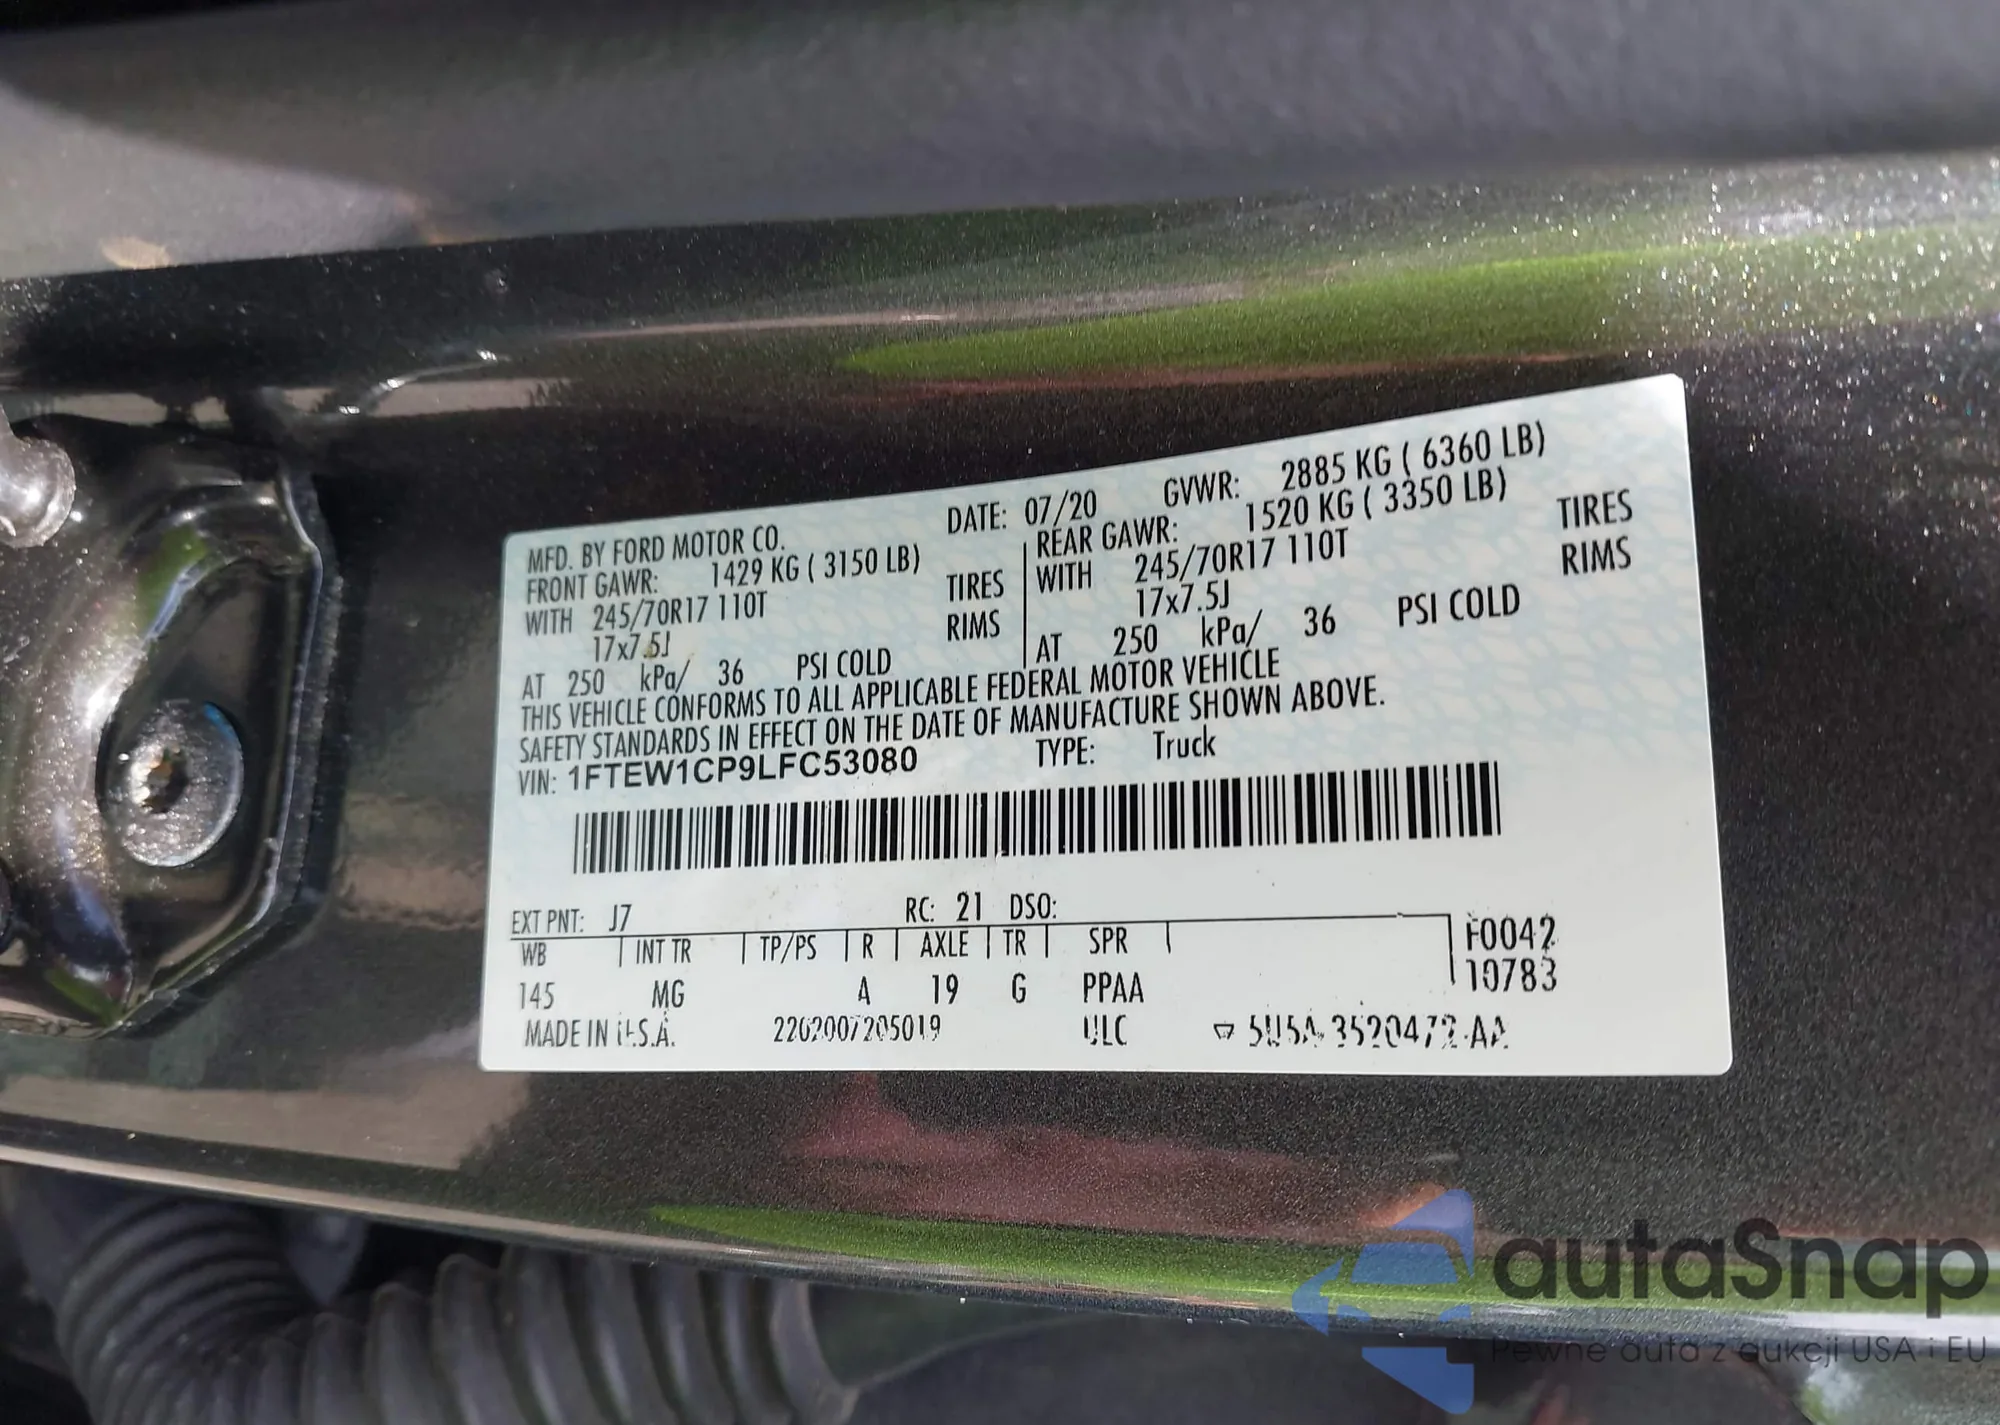 MFD. BY FORD MOTOR CO. DATE: 07/20 GVWR: 2885 KG ( 6360 LB)
FRONT GAWR: 1429 KG ( 3150 LB) REAR GAWR: 1520 KG ( 3350 LB)
WITH 245/70R17 110T TIRES WITH 245/70R17 110T TIRES
17x7.5J RIMS 17x7.5J RIMS
AT 250 kPa/ 36 PSI COLD AT 250 kPa/ 36 PSI COLD
THIS VEHICLE CONFORMS TO ALL APPLICABLE FEDERAL MOTOR VEHICLE
SAFETY STANDARDS IN EFFECT ON THE DATE OF MANUFACTURE SHOWN ABOVE.
VIN: 1FTEW1CP9LFC53080 TYPE: Truck
EXT PNT: J7 RC: 21 DSO:
WB INT TR TP/PS R AXLE TR SPR F0042
145 MG A 19 G PPAA 10783
MADE IN U.S.A. 2202007205019 ULC 5U5A-3520472-AA
autaSnap
Pewne auta z aukcji USA i EU